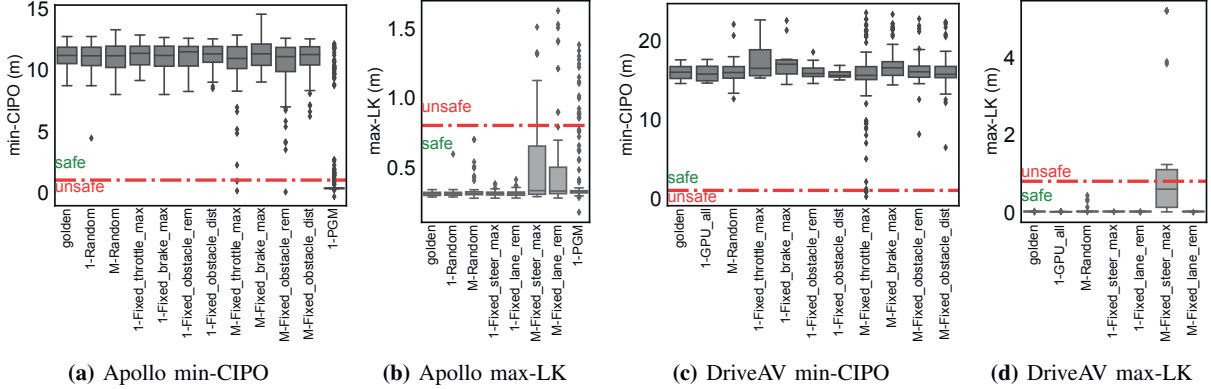 min-CIPO (m)
15
10
5
0
safe
unsafe
golden
1-Random
M-Random
1-Fixed_throttle_max
1-Fixed_brake_max
1-Fixed_obstacle_rem
1-Fixed_obstacle_dist
M-Fixed_throttle_max
M-Fixed_brake_max
M-Fixed_obstacle_rem
M-Fixed_obstacle_dist
1-PGM
(a) Apollo min-CIPO
max-LK (m)
1.5
1.0
0.5
unsafe
safe
golden
1-Random
M-Random
1-Fixed_steer_max
1-Fixed_lane_rem
M-Fixed_steer_max
M-Fixed_lane_rem
1-PGM
(b) Apollo max-LK
min-CIPO (m)
20
10
0
safe
unsafe
golden
1-GPU_all
M-Random
1-Fixed_throttle_max
1-Fixed_brake_max
1-Fixed_obstacle_rem
1-Fixed_obstacle_dist
M-Fixed_throttle_max
M-Fixed_brake_max
M-Fixed_obstacle_rem
M-Fixed_obstacle_dist
(c) DriveAV min-CIPO
max-LK (m)
4
2
0
unsafe
safe
golden
1-GPU_all
M-Random
1-Fixed_steer_max
1-Fixed_lane_rem
M-Fixed_steer_max
M-Fixed_lane_rem
(d) DriveAV max-LK